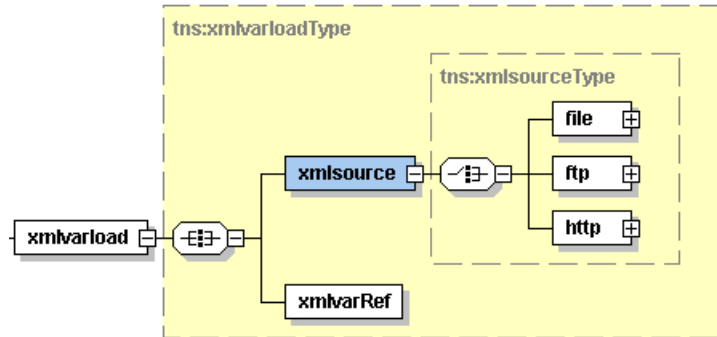 tns:xmlvarloadType
tns:xmlsourceType
file
xmlsource
ftp
http
xmlvarload
xmlvarRef